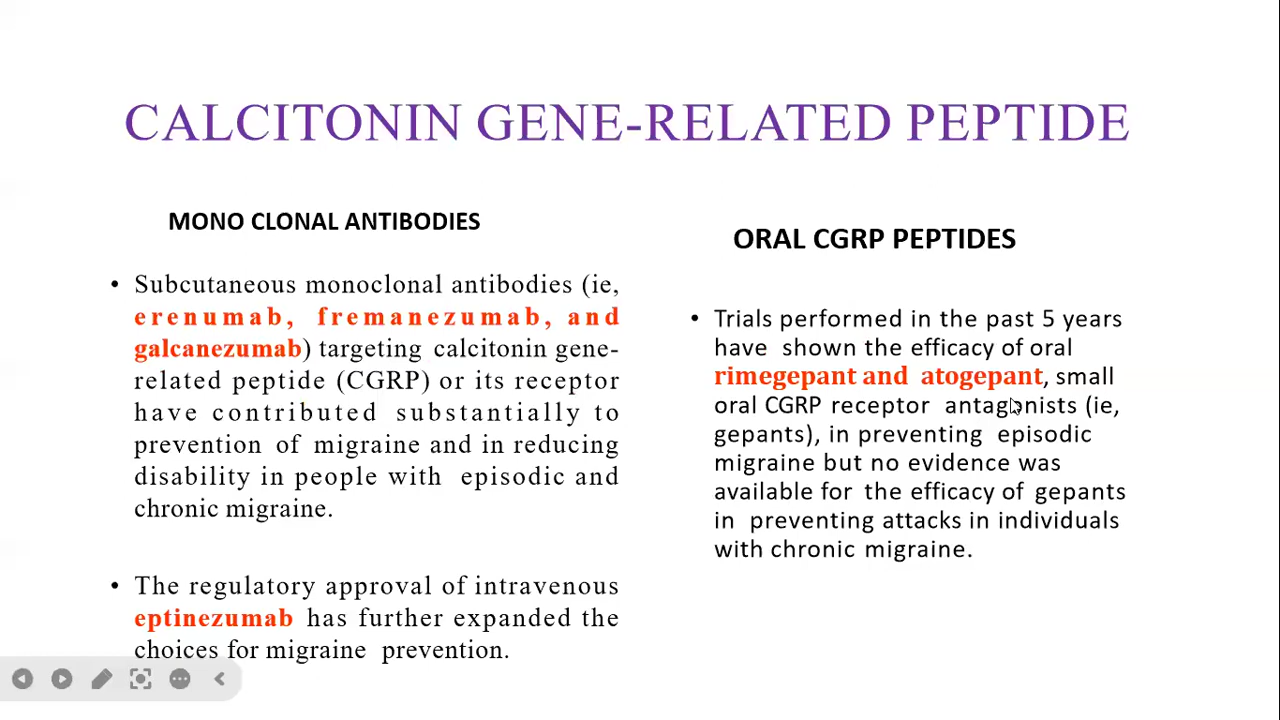 CALCITONIN GENE-RELATED PEPTIDE
MONO CLONAL ANTIBODIES
• Subcutaneous monoclonal antibodies (ie,
erenumab, fremanezumab, and
galcanezumab) targeting calcitonin gene-
related peptide (CGRP) or its receptor
have contributed substantially to
prevention of migraine and in reducing
disability in people with episodic and
chronic migraine.
• The regulatory approval of intravenous
eptinezumab has further expanded the
choices for migraine prevention.
ORAL CGRP PEPTIDES
• Trials performed in the past 5 years
have shown the efficacy of oral
rimegepant and atogepant, small
oral CGRP receptor antagonists (ie,
gepants), in preventing episodic
migraine but no evidence was
available for the efficacy of gepants
in preventing attacks in individuals
with chronic migraine.